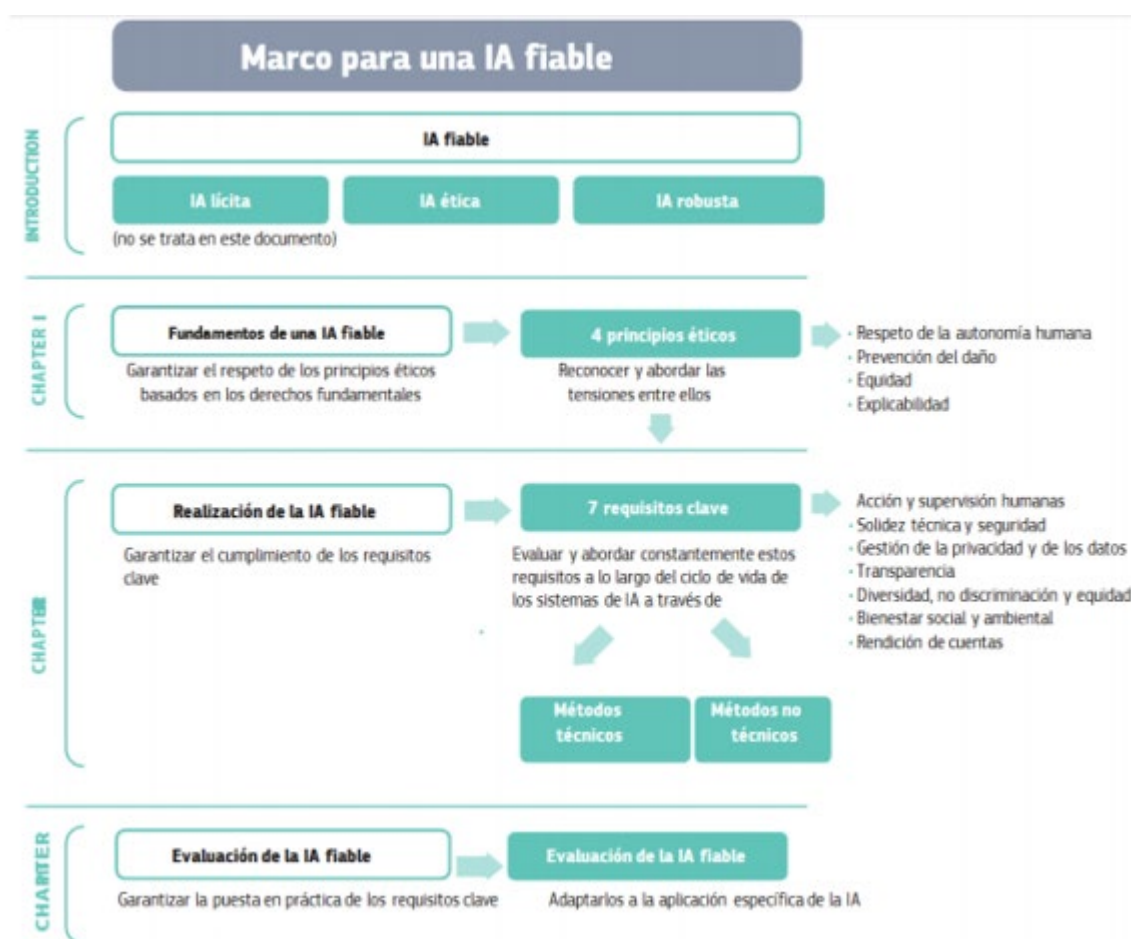 Marco para una IA fiable
INTRODUCTION
IA fiable
IA lícita
IA ética
IA robusta
(no se trata en este documento)
CHAPTER I
Fundamentos de una IA fiable
Garantizar el respeto de los principios éticos
basados en los derechos fundamentales
4 principios éticos
Reconocer y abordar las
tensiones entre ellos
· Respeto de la autonomía humana
· Prevención del daño
· Equidad
· Explicabilidad
Realización de la IA fiable
Garantizar el cumplimiento de los requisitos
clave
7 requisitos clave
Evaluar y abordar constantemente estos
requisitos a lo largo del ciclo de vida de
los sistemas de IA a través de
Acción y supervisión humanas
· Solidez técnica y seguridad
· Gestión de la privacidad y de los datos
· Transparencia
· Diversidad, no discriminación y equidad
· Bienestar social y ambiental
· Rendición de cuentas
Métodos
técnicos
Métodos no
técnicos
Evaluación de la IA fiable
Garantizar la puesta en práctica de los requisitos clave
Evaluación de la IA fiable
Adaptarlos a la aplicación específica de la IA